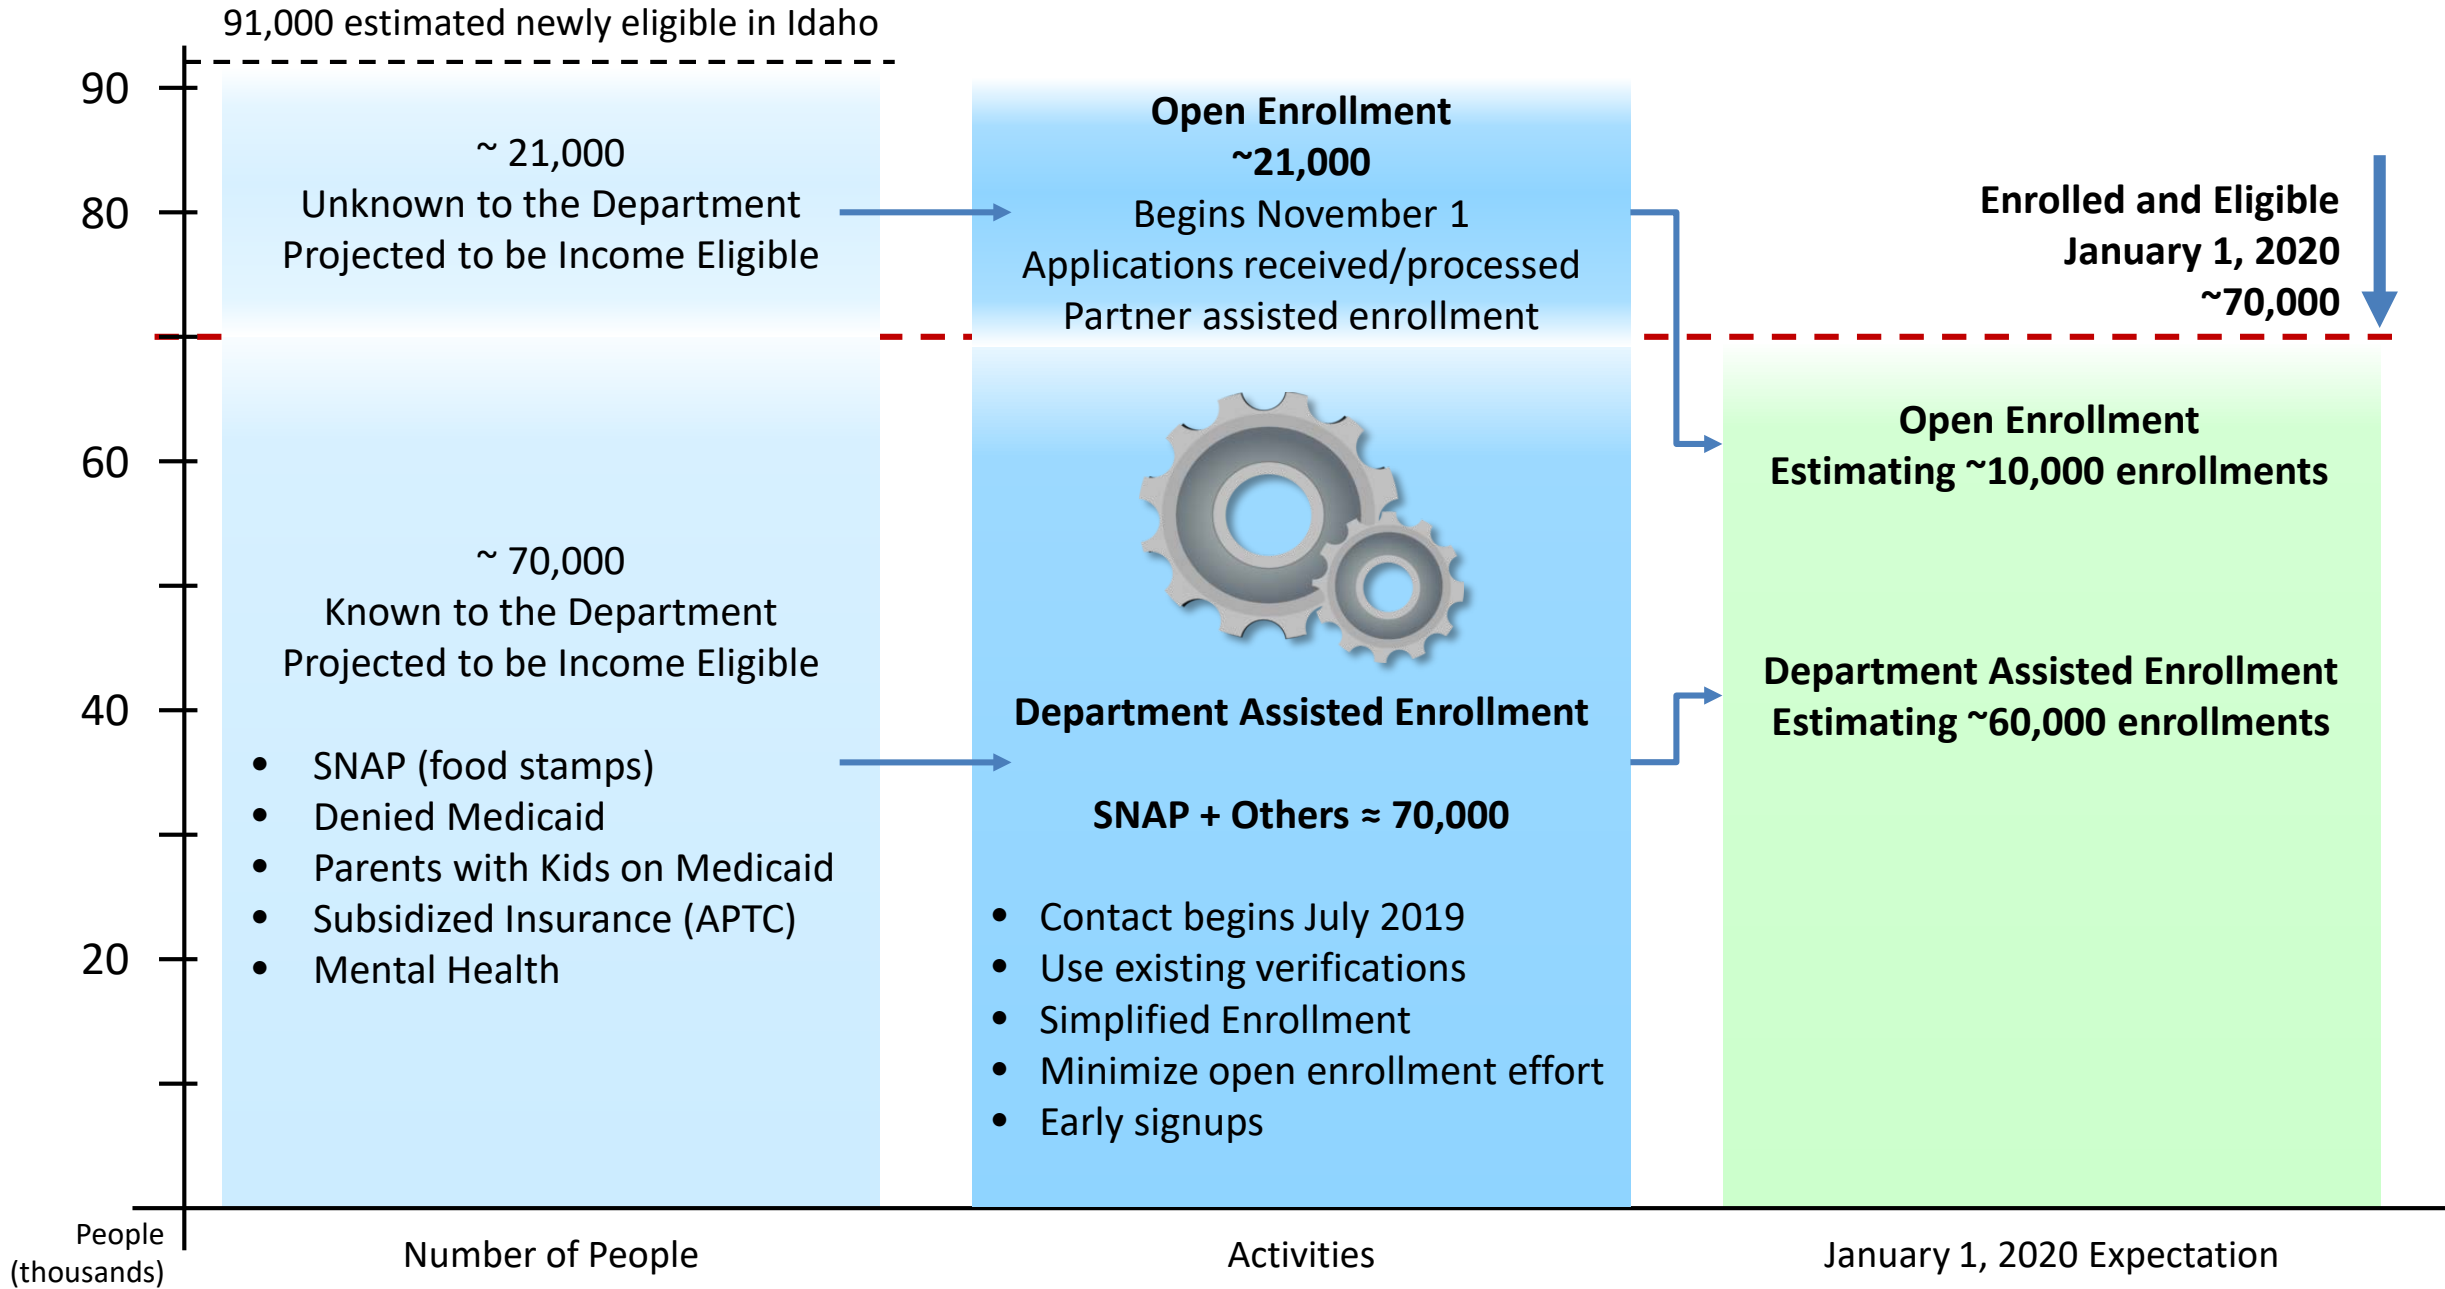 91,000 estimated newly eligible in Idaho
90
80
60
40
20
People
(thousands)
~ 21,000
Unknown to the Department
Projected to be Income Eligible
~ 70,000
Known to the Department
Projected to be Income Eligible
• SNAP (food stamps)
• Denied Medicaid
• Parents with Kids on Medicaid
• Subsidized Insurance (APTC)
• Mental Health
Number of People
Open Enrollment
~21,000
Begins November 1
Applications received/processed
Partner assisted enrollment
Department Assisted Enrollment
SNAP + Others ≈ 70,000
• Contact begins July 2019
• Use existing verifications
• Simplified Enrollment
• Minimize open enrollment effort
• Early signups
Activities
Enrolled and Eligible
January 1, 2020
~70,000
Open Enrollment
Estimating ~10,000 enrollments
Department Assisted Enrollment
Estimating ~60,000 enrollments
January 1, 2020 Expectation